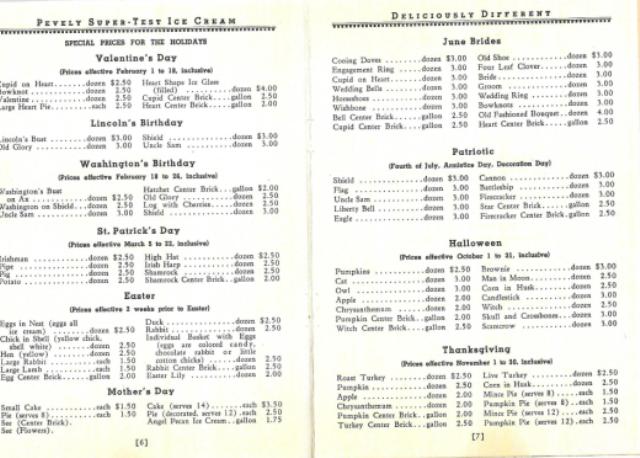 PEVELY SUPER-TEST ICE CREAM
SPECIAL PRICES FOR THE HOLIDAYS
Valentine's Day
(Prices effective February 1 to 18, inclusive)
Cupid on Heart.......dozen $2.50
Bowknot.......dozen 2.50
Valentine.......dozen 2.50
Large Heart Pie.....each 2.50
Heart Shape Ice Glass
(filled).......dozen $4.00
Cupid Center Brick...gallon 2.50
Heart Center Brick...gallon 2.00
Lincoln's Birthday
Lincoln's Bust.......dozen $3.00
Old Glory.......dozen 3.00
Shield.......dozen 3.00
Uncle Sam.......dozen 3.00
Washington's Birthday
(Prices effective February 18 to 26, inclusive)
Washington's Bust
on Ax.......dozen $2.50
Washington on Shield...dozen 2.50
Uncle Sam.......dozen 3.00
Hatchet Center Brick...gallon $2.00
Old Glory.......dozen 2.50
Log with Cherries.....dozen 2.50
Shield.......dozen 3.00
St. Patrick's Day
(Prices effective March 5 to 22, inclusive)
Irishman.......dozen $2.50
Pipe.......dozen 2.50
Pig.......dozen 2.50
Potato.......dozen 2.50
High Hat.......dozen $2.50
Irish Harp.......dozen 2.50
Shamrock.......dozen 2.50
Shamrock Center Brick..gallon 2.00
Easter
(Prices effective 2 weeks prior to Easter)
Eggs in Nest (eggs all
ice cream).......dozen $2.50
Chick in Shell (yellow chick,
shell white).......dozen 2.50
Hen (yellow).......dozen 2.50
Large Rabbit.......each 1.50
Large Lamb.......each 1.50
Egg Center Brick.......gallon 2.00
Duck.......dozen $2.50
Rabbit.......dozen 2.50
Individual Basket with Eggs
(eggs are colored candy,
chocolate rabbit or little
cotton chicks).......dozen 2.50
Rabbit Center Brick...gallon 2.50
Easter Lily.......dozen 2.00
Mother's Day
Small Cake.......each $1.50
Pie (serves 8).......each 1.50
See (Center Brick).
See (Flowers).
Cake (serves 14).......each $3.50
Pie (decorated, serves 12).each 2.50
Angel Pecan Ice Cream..gallon 1.75
[6]
DELICIOUSLY DIFFERENT
June Brides
Cooing Doves.......dozen $3.00
Engagement Ring.......dozen 3.00
Cupid on Heart.......dozen 3.00
Wedding Bells.......dozen 3.00
Horseshoes.......dozen 3.00
Wishbone.......dozen 3.00
Bell Center Brick.......gallon 2.50
Cupid Center Brick...gallon 2.50
Old Shoe.......dozen $3.00
Four Leaf Clover.......dozen 3.00
Bride.......dozen 3.00
Groom.......dozen 3.00
Wedding Ring.......dozen 3.00
Bowknots.......dozen 3.00
Old Fashioned Bouquet..dozen 4.00
Heart Center Brick.....gallon 2.50
Patriotic
(Fourth of July, Armistice Day, Decoration Day)
Shield.......dozen $3.00
Flag.......dozen 3.00
Uncle Sam.......dozen 3.00
Liberty Bell.......dozen 3.00
Eagle.......dozen 3.00
Cannon.......dozen $3.00
Battleship.......dozen 3.00
Firecracker.......dozen 3.00
Star Center Brick.....gallon 2.50
Firecracker Center Brick.gallon 2.50
Halloween
(Prices effective October 1 to 31, inclusive)
Pumpkins.......dozen $2.50
Cat.......dozen 3.00
Owl.......dozen 3.00
Apple.......dozen 2.00
Chrysanthemum.......dozen 2.00
Pumpkin Center Brick..gallon 2.00
Witch Center Brick.....gallon 2.50
Brownie.......dozen $3.00
Man in Moon.......dozen 2.50
Corn in Husk.......dozen 2.50
Candlestick.......dozen 3.00
Witch.......dozen 2.50
Skull and Crossbones...dozen 3.00
Scarecrow.......dozen 3.00
Thanksgiving
(Prices effective November 1 to 30, inclusive)
Roast Turkey.......dozen $2.50
Pumpkin.......dozen 2.50
Apple.......dozen 2.00
Chrysanthemum.......dozen 2.00
Pumpkin Center Brick...gallon 2.00
Turkey Center Brick...gallon 2.50
Live Turkey.......dozen $2.50
Corn in Husk.......dozen 2.50
Mince Pie (serves 8)....each 1.50
Pumpkin Pie (serves 8)..each 1.50
Mince Pie (serves 12)...each 2.50
Pumpkin Pie (serves 12).each 2.50
[7]